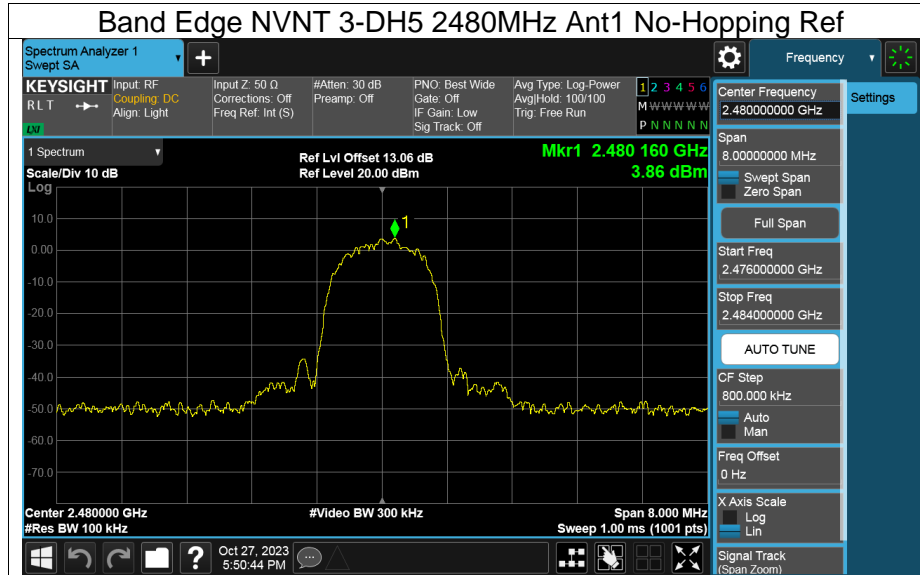 Band Edge NVNT 3-DH5 2480MHz Ant1 No-Hopping Ref
Spectrum Analyzer 1
Swept SA
+
Frequency
KEYSIGHT
R L T
LXI
Input: RF
Coupling: DC
Align: Light
Input Z: 50 Ω
Corrections: Off
Freq Ref: Int (S)
#Atten: 30 dB
Preamp: Off
PNO: Best Wide
Gate: Off
IF Gain: Low
Sig Track: Off
Avg Type: Log-Power
Avg|Hold: 100/100
Trig: Free Run
1 2 3 4 5 6
M W W W W W
P N N N N N
1 Spectrum
Scale/Div 10 dB
Log
Ref Lvl Offset 13.06 dB
Ref Level 20.00 dBm
Mkr1 2.480 160 GHz
3.86 dBm
1
10.0
0.00
-10.0
-20.0
-30.0
-40.0
-50.0
-60.0
-70.0
Center 2.480000 GHz
#Res BW 100 kHz
#Video BW 300 kHz
Span 8.000 MHz
Sweep 1.00 ms (1001 pts)
Center Frequency
2.480000000 GHz
Settings
Span
8.00000000 MHz
Swept Span
Zero Span
Full Span
Start Freq
2.476000000 GHz
Stop Freq
2.484000000 GHz
AUTO TUNE
CF Step
800.000 kHz
Auto
Man
Freq Offset
0 Hz
X Axis Scale
Log
Lin
Signal Track
(Span Zoom)
?
Oct 27, 2023
5:50:44 PM